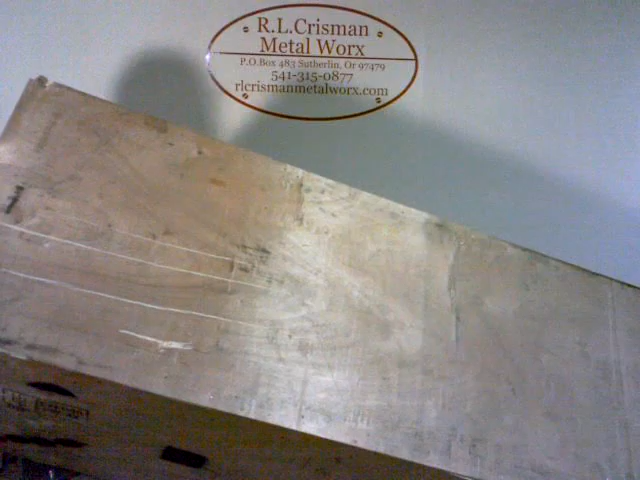 R.L.Crisman
Metal Worx
P.O.Box 483 Sutherlin, Or 97479
541-315-0877
rlcrismanmetalworx.com